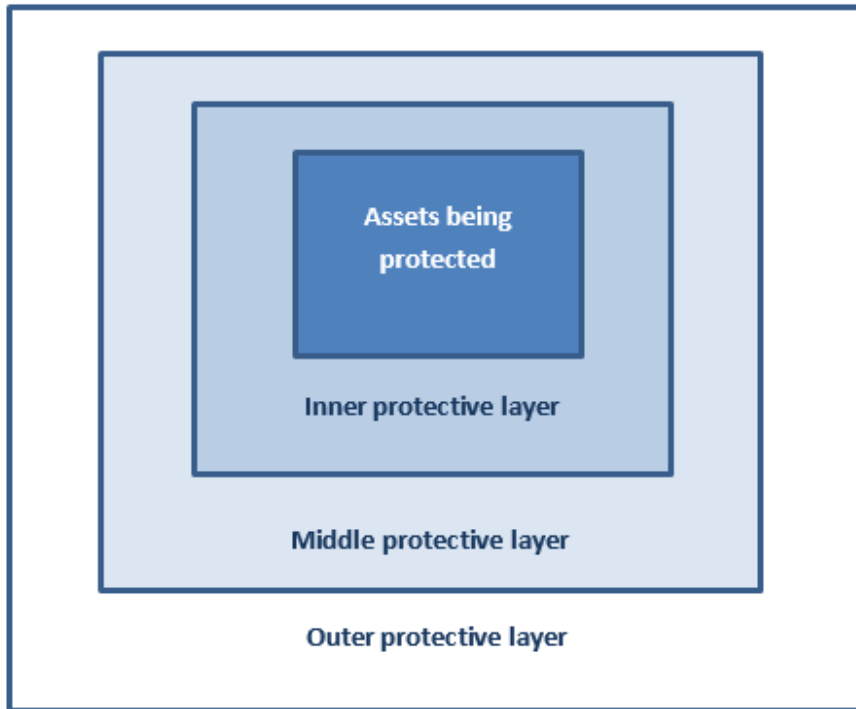 Assets being
protected
Inner protective layer
Middle protective layer
Outer protective layer